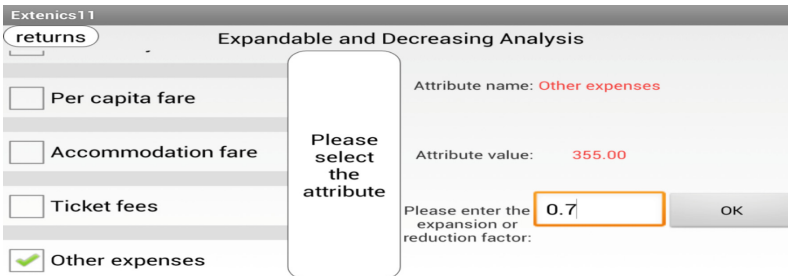 Extenics11
returns
Expandable and Decreasing Analysis
Per capita fare
Accommodation fare
Ticket fees
Other expenses
Please
select
the
attribute
Attribute name: Other expenses
Attribute value: 355.00
Please enter the
expansion or
reduction factor:
0.7
OK